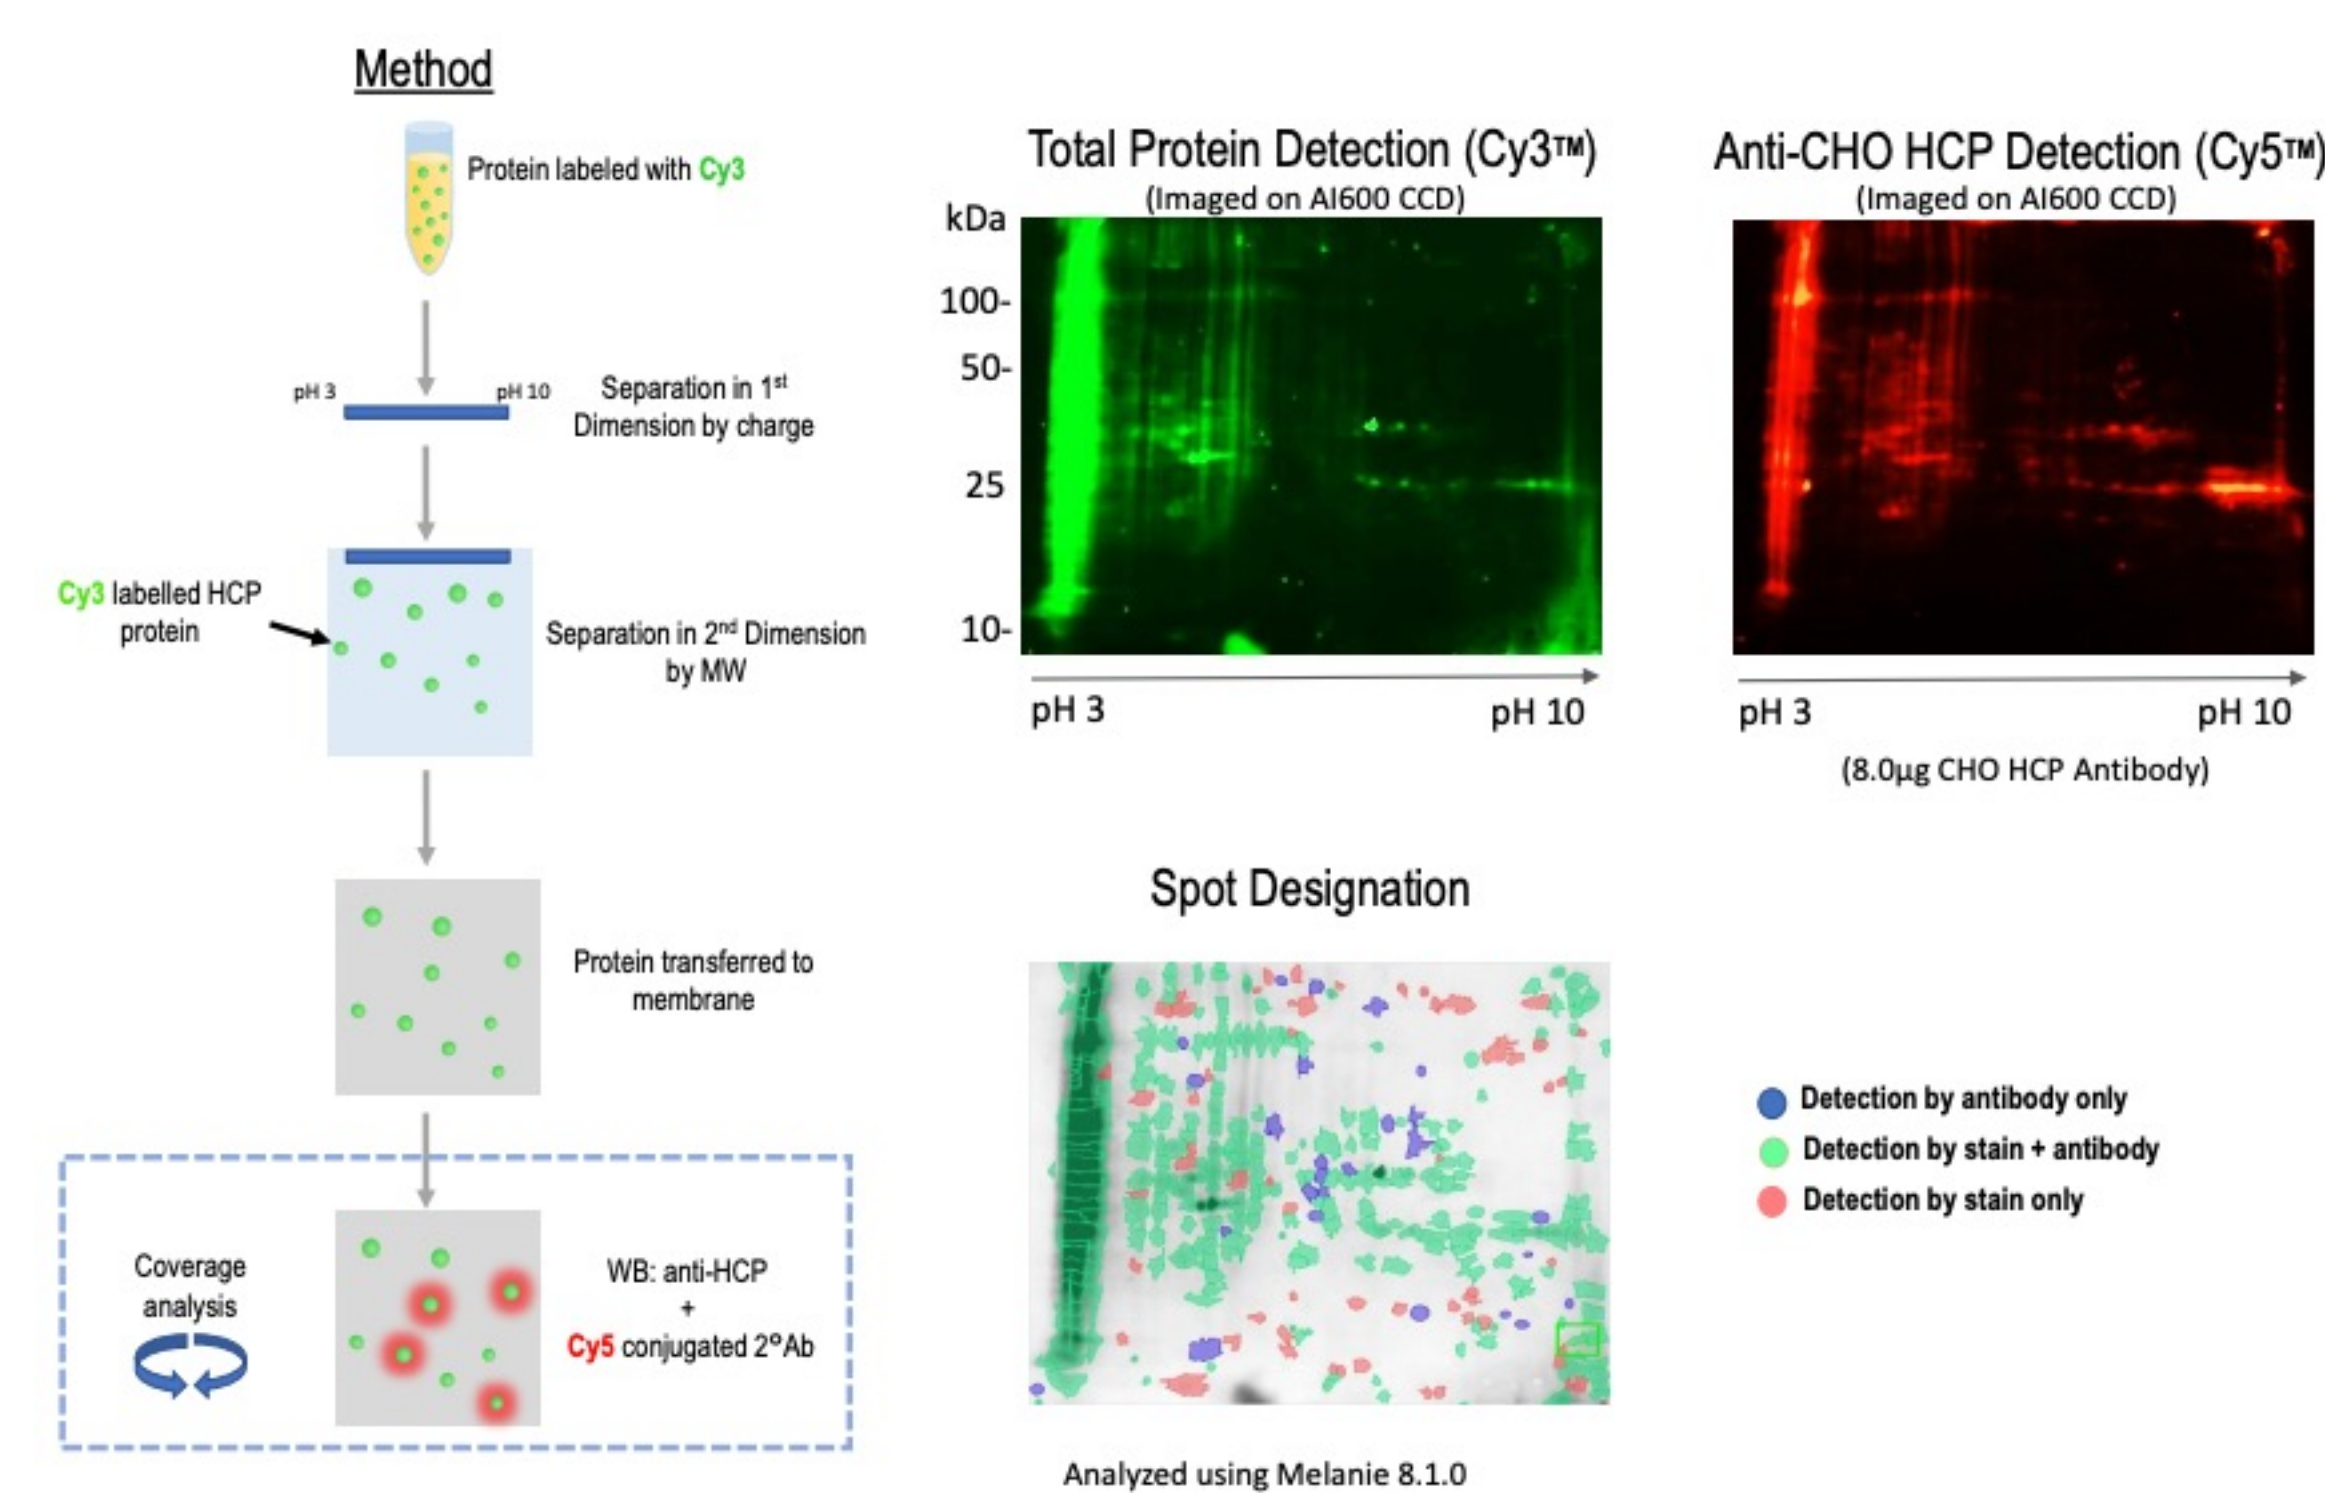 Method
Protein labeled with Cy3
pH 3
pH 10
Separation in 1st
Dimension by charge
Cy3 labelled HCP
protein
Separation in 2nd Dimension
by MW
Protein transferred to
membrane
Coverage
analysis
WB: anti-HCP
+
Cy5 conjugated 2°Ab
Total Protein Detection (Cy3™)
(Imaged on AI600 CCD)
kDa
100-
50-
25
10-
pH 3
pH 10
Anti-CHO HCP Detection (Cy5™)
(Imaged on AI600 CCD)
pH 3
pH 10
(8.0µg CHO HCP Antibody)
Spot Designation
Analyzed using Melanie 8.1.0
Detection by antibody only
Detection by stain + antibody
Detection by stain only